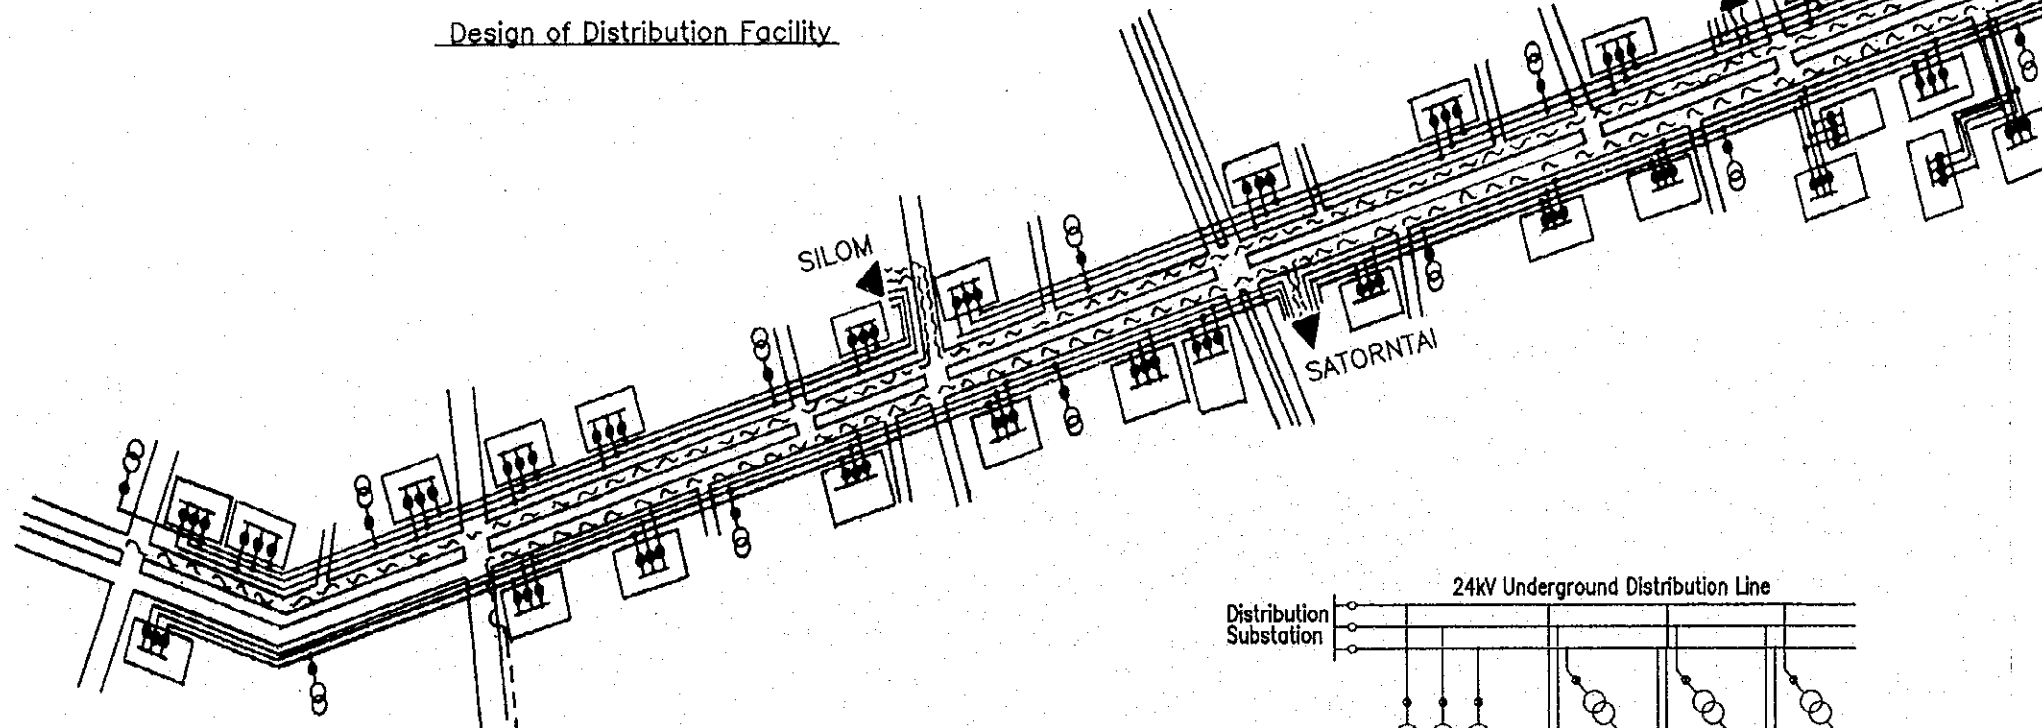 Design of Distribution Facility
SILOM
SATORNTAI
24kV Underground Distribution Line
Distribution
Substation